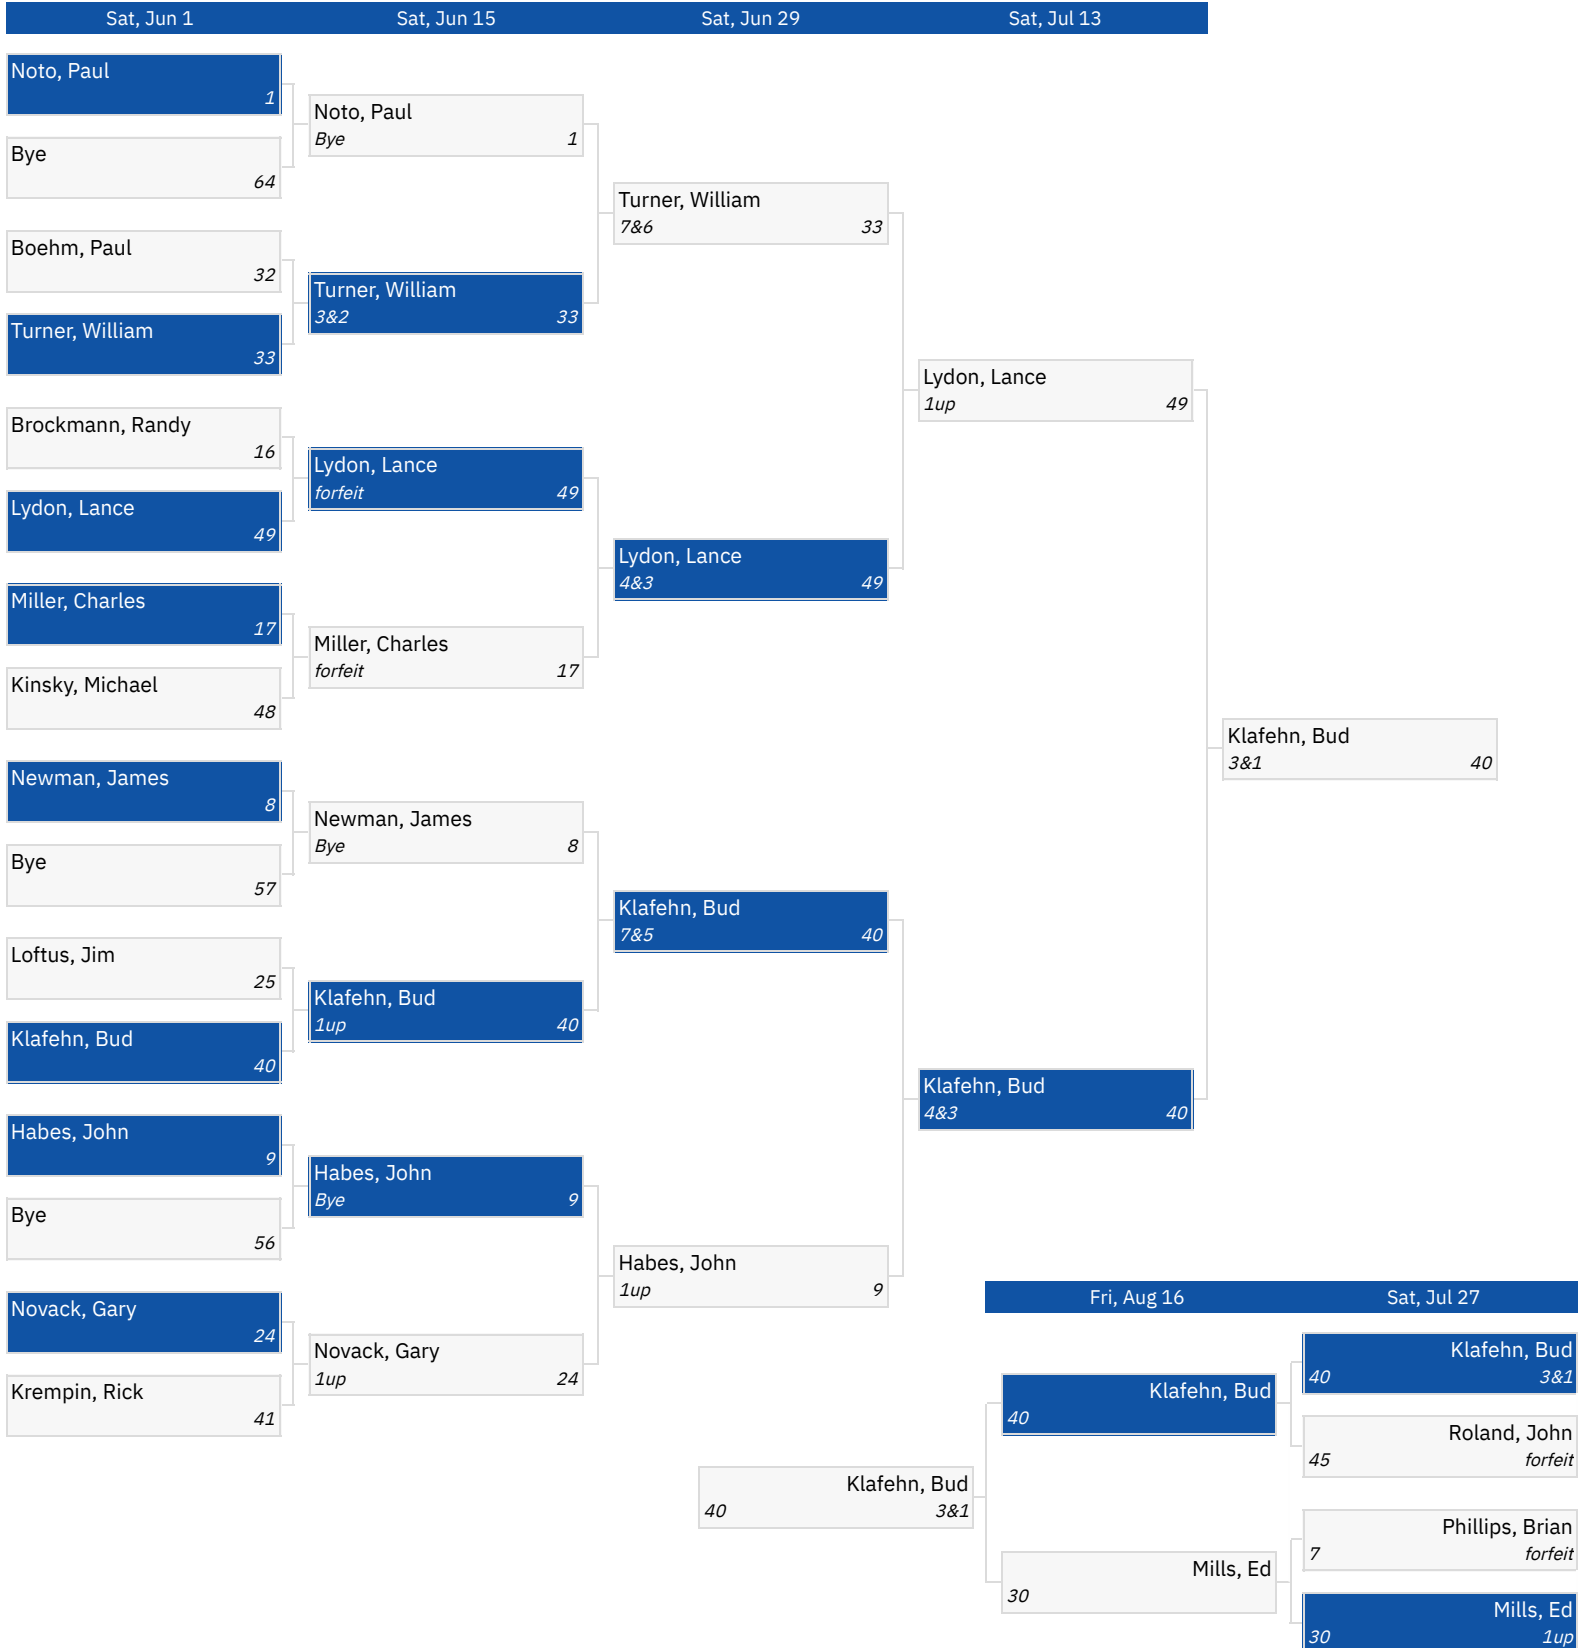 Sat, Jun 1
Sat, Jun 15
Sat, Jun 29
Sat, Jul 13
Noto, Paul
1
Bye
64
Boehm, Paul
32
Turner, William
33
Brockmann, Randy
16
Lydon, Lance
49
Miller, Charles
17
Kinsky, Michael
48
Newman, James
8
Bye
57
Loftus, Jim
25
Klafehn, Bud
40
Habes, John
9
Bye
56
Novack, Gary
24
Krempin, Rick
41
Noto, Paul
Bye 1
Turner, William
3&2 33
Lydon, Lance
forfeit 49
Miller, Charles
forfeit 17
Newman, James
Bye 8
Klafehn, Bud
1up 40
Habes, John
Bye 9
Novack, Gary
1up 24
Turner, William
7&6 33
Lydon, Lance
4&3 49
Klafehn, Bud
7&5 40
Habes, John
1up 9
Lydon, Lance
1up 49
Klafehn, Bud
4&3 40
Klafehn, Bud
3&1 40
Fri, Aug 16
Sat, Jul 27
Klafehn, Bud
40 3&1
Roland, John
45 forfeit
Phillips, Brian
7 forfeit
Mills, Ed
30 1up
Klafehn, Bud
40
Mills, Ed
30
Klafehn, Bud
40 3&1